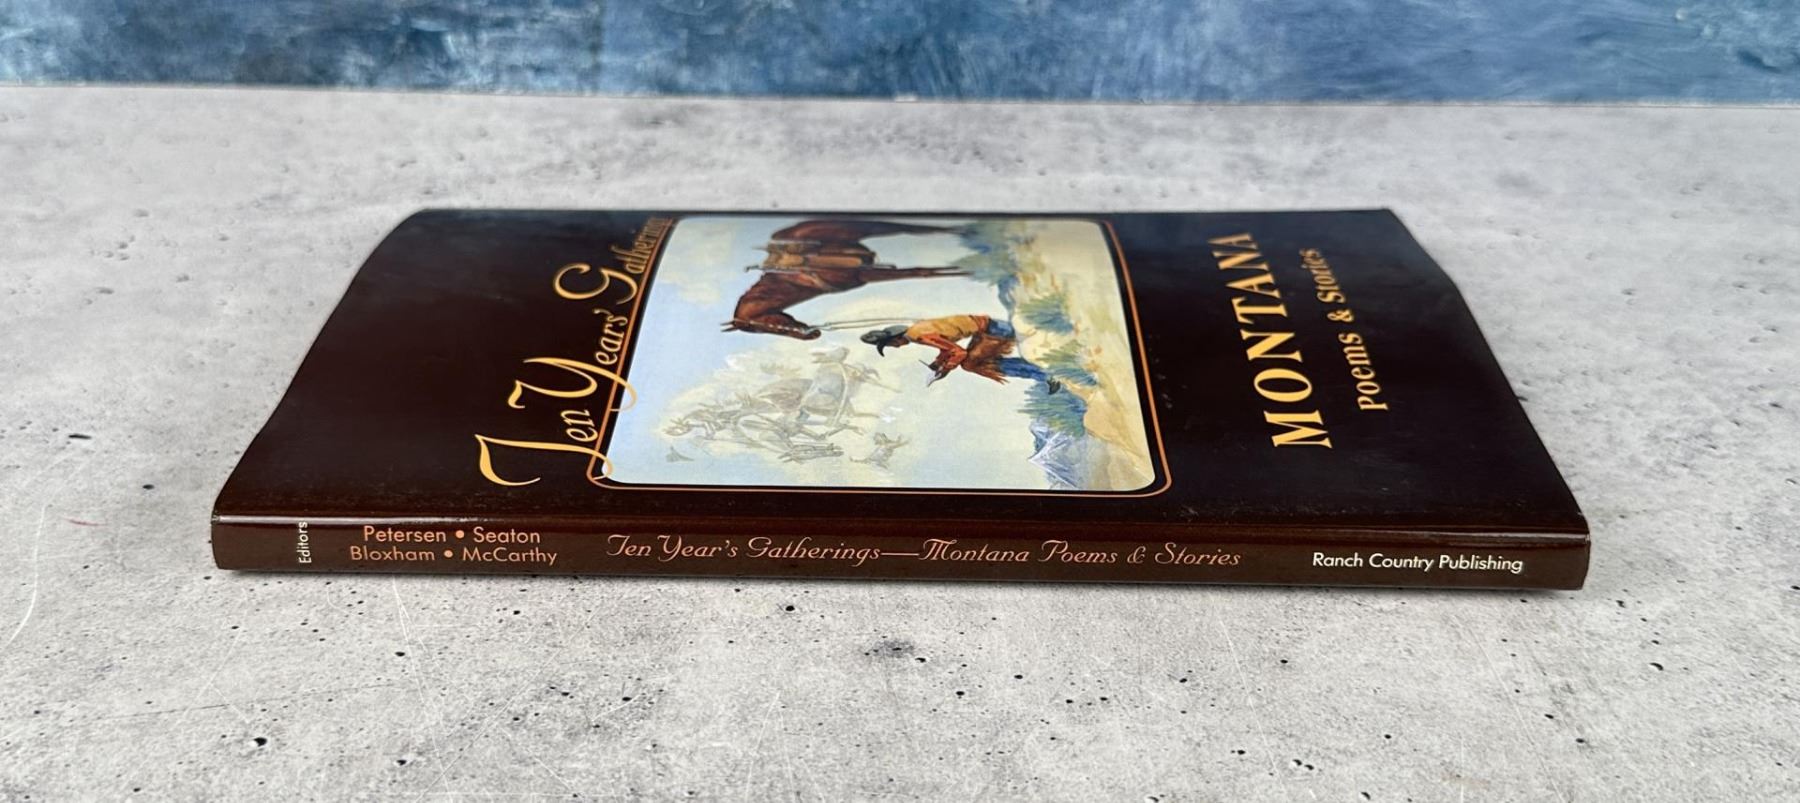 Ten Years' Gatherings
MONTANA
Poems & Stories
Editors
Petersen • Seaton
Bloxham • McCarthy
Ten Year's Gatherings—Montana Poems & Stories
Ranch Country Publishing